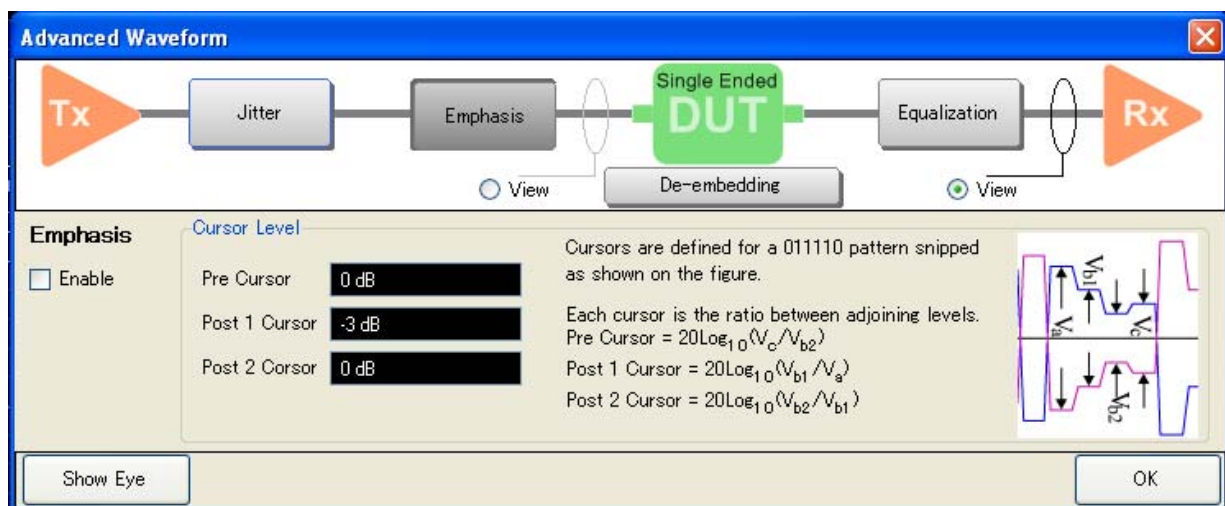 Advanced Waveform
Tx
Jitter
Emphasis
Single Ended
DUT
Equalization
Rx
View
De-embedding
View
Emphasis
Enable
Cursor Level
Pre Cursor
0 dB
Post 1 Cursor
-3 dB
Post 2 Corsor
0 dB
Cursors are defined for a 011110 pattern snipped
as shown on the figure.
Each cursor is the ratio between adjoining levels.
Pre Cursor = 20Log10(Vc/Vb2)
Post 1 Cursor = 20Log10(Vb1/Va)
Post 2 Cursor = 20Log10(Vb2/Vb1)
Vb1
Va
Vc
Vb2
Show Eye
OK